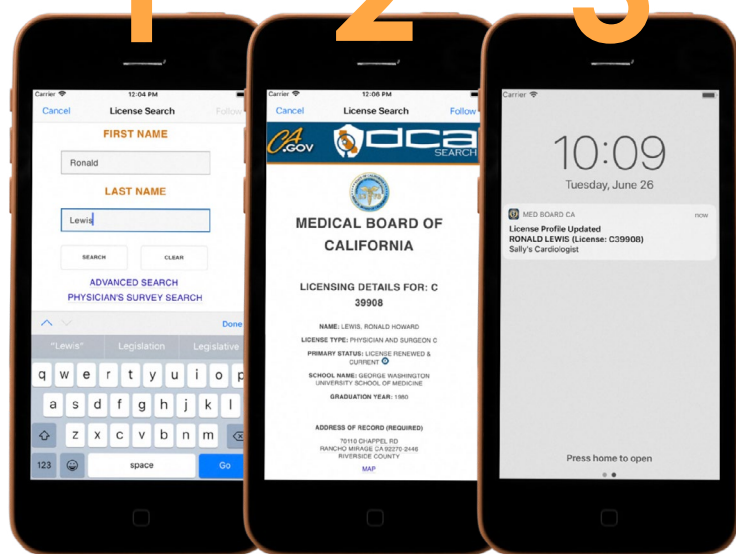 1
Carrier 12:04 PM
Cancel License Search Follow
FIRST NAME
Ronald
LAST NAME
Lewis
SEARCH CLEAR
ADVANCED SEARCH
PHYSICIAN'S SURVEY SEARCH
Done
"Lewis" Legislation Legislative
q w e r t y u i o p
a s d f g h j k l
z x c v b n m
123 space Go
2
Carrier 12:06 PM
Cancel License Search Follow
CA.GOV dca SEARCH
MEDICAL BOARD OF
CALIFORNIA
LICENSING DETAILS FOR: C
39908
NAME: LEWIS, RONALD HOWARD
LICENSE TYPE: PHYSICIAN AND SURGEON C
PRIMARY STATUS: LICENSE RENEWED &
CURRENT
SCHOOL NAME: GEORGE WASHINGTON
UNIVERSITY SCHOOL OF MEDICINE
GRADUATION YEAR: 1980
ADDRESS OF RECORD (REQUIRED)
70110 CHAPPEL RD
RANCHO MIRAGE CA 92270-2446
RIVERSIDE COUNTY
MAP
3
Carrier
10:09
Tuesday, June 26
MED BOARD CA now
License Profile Updated
RONALD LEWIS (License: C39908)
Sally's Cardiologist
Press home to open